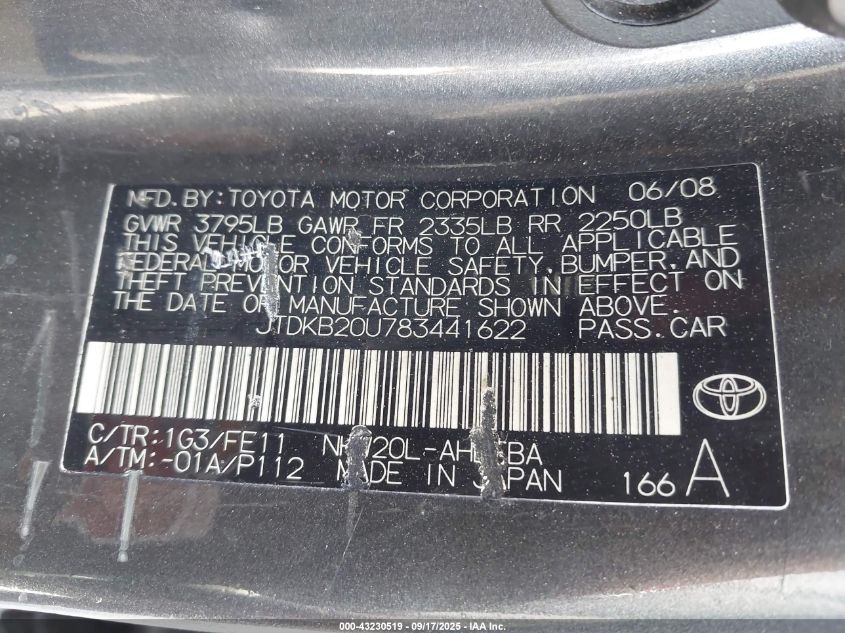 MFD. BY: TOYOTA MOTOR CORPORATION 06/08
GVWR 3795LB GAWR FR 2335LB RR 2250LB
THIS VEHICLE CONFORMS TO ALL APPLICABLE
FEDERAL MOTOR VEHICLE SAFETY, BUMPER, AND
THEFT PREVENTION STANDARDS IN EFFECT ON
THE DATE OF MANUFACTURE SHOWN ABOVE.
JTDKB20U783441622 PASS. CAR
C/TR: 1G3/FE11
A/TM: -01A/P112 MADE IN JAPAN 166 A
000-43230519 - 09/17/2025 - © IAA Inc.